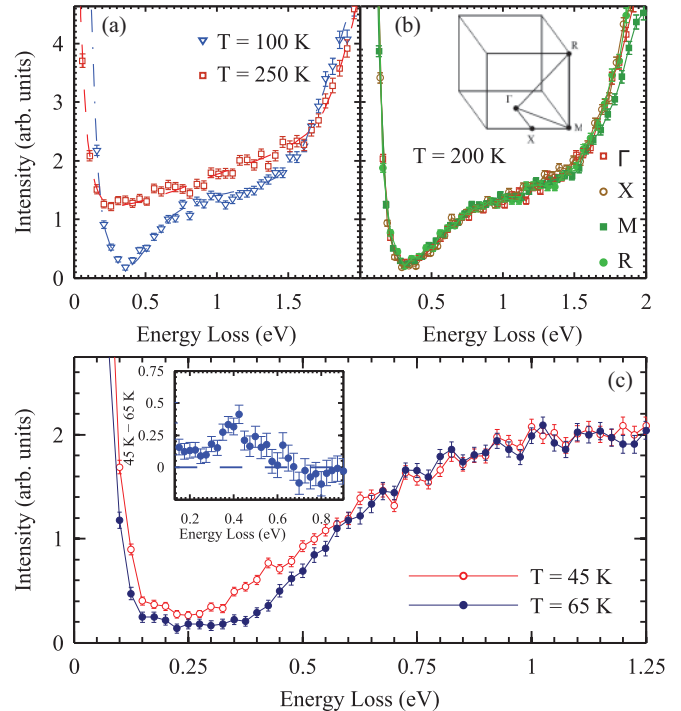 (a)
T = 100 K
T = 250 K
Intensity (arb. units)
4
3
2
1
0
0 0.5 1 1.5
Energy Loss (eV)
(b)
R
Γ
X
M
T = 200 K
Γ
X
M
R
0.5 1 1.5 2
Energy Loss (eV)
(c)
Intensity (arb. units)
2
1
0
0.75
0.5
0.25
0
45 K − 65 K
0.2 0.4 0.6 0.8
Energy Loss (eV)
T = 45 K
T = 65 K
0 0.25 0.5 0.75 1 1.25
Energy Loss (eV)